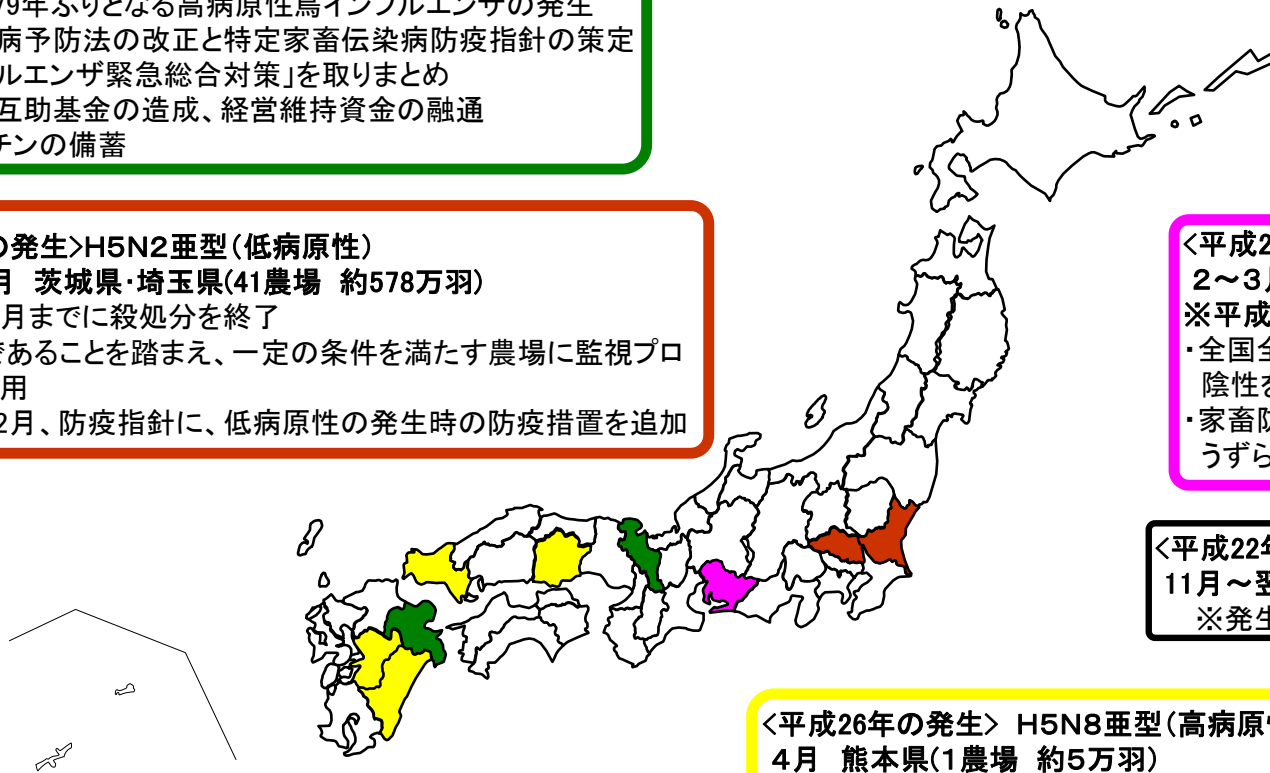 79年ふりとなる高病原性鳥インフルエンザの発生
病予防法の改正と特定家畜伝染病防疫指針の策定
ルエンザ緊急総合対策」を取りまとめ
互助基金の造成、経営維持資金の融通
チンの備蓄
の発生>H5N2亜型(低病原性)
月 茨城県・埼玉県(41農場 約578万羽)
月までに殺処分を終了
であることを踏まえ、一定の条件を満たす農場に監視プロ
用
2月、防疫指針に、低病原性の発生時の防疫措置を追加
<平成2
2~3月
※平成
・全国全
陰性を
・家畜防
うずら
<平成22年
11月~翌
※発生
<平成26年の発生> H5N8亜型(高病原性
4月 熊本県(1農場 約5万羽)